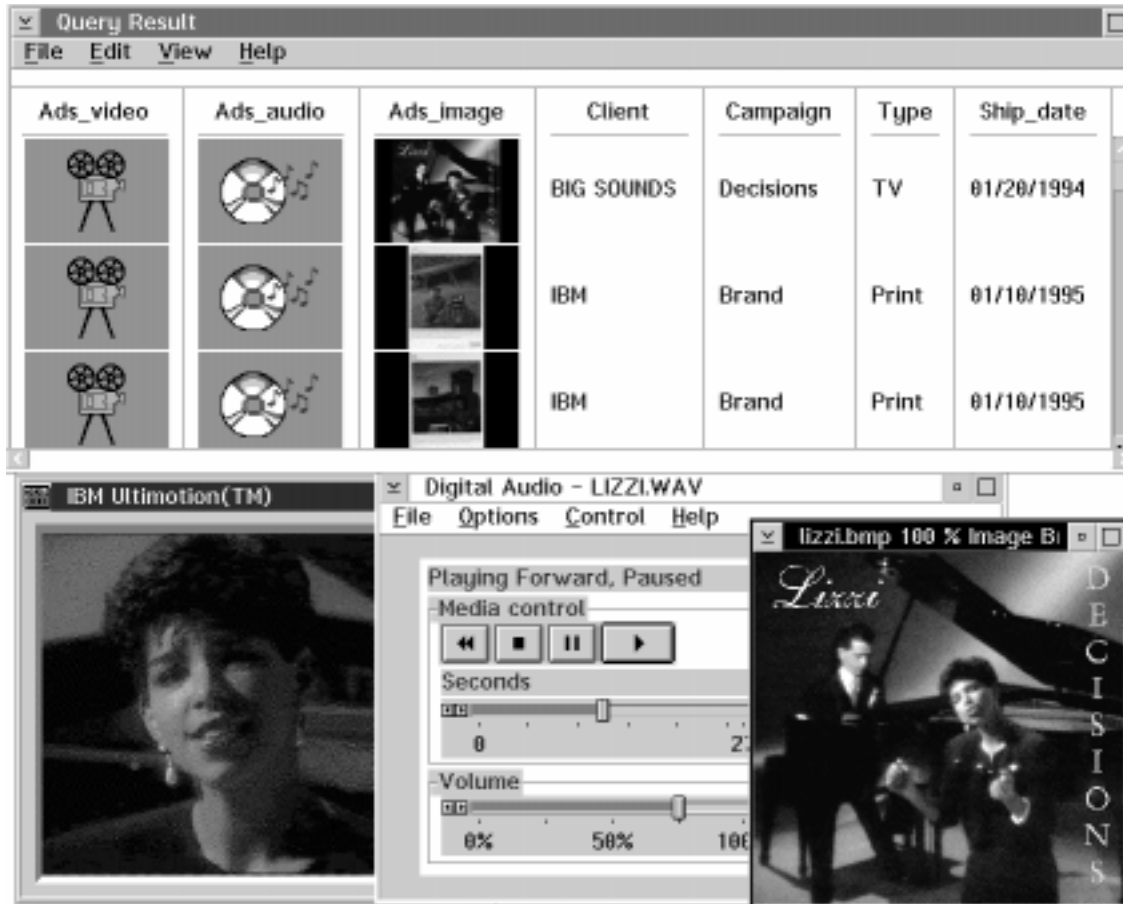 Query Result
File Edit View Help
Ads_video Ads_audio Ads_image Client Campaign Type Ship_date
Lizzi
BIG SOUNDS Decisions TV 01/20/1994
IBM Brand Print 01/10/1995
IBM Brand Print 01/10/1995
IBM Ultimotion(TM)
Digital Audio - LIZZI.WAV
File Options Control Help
lizzi.bmp 100 % Image
Playing Forward, Paused
Media control
Seconds
0
Volume
0% 50% 100
Lizzi
DECISIONS